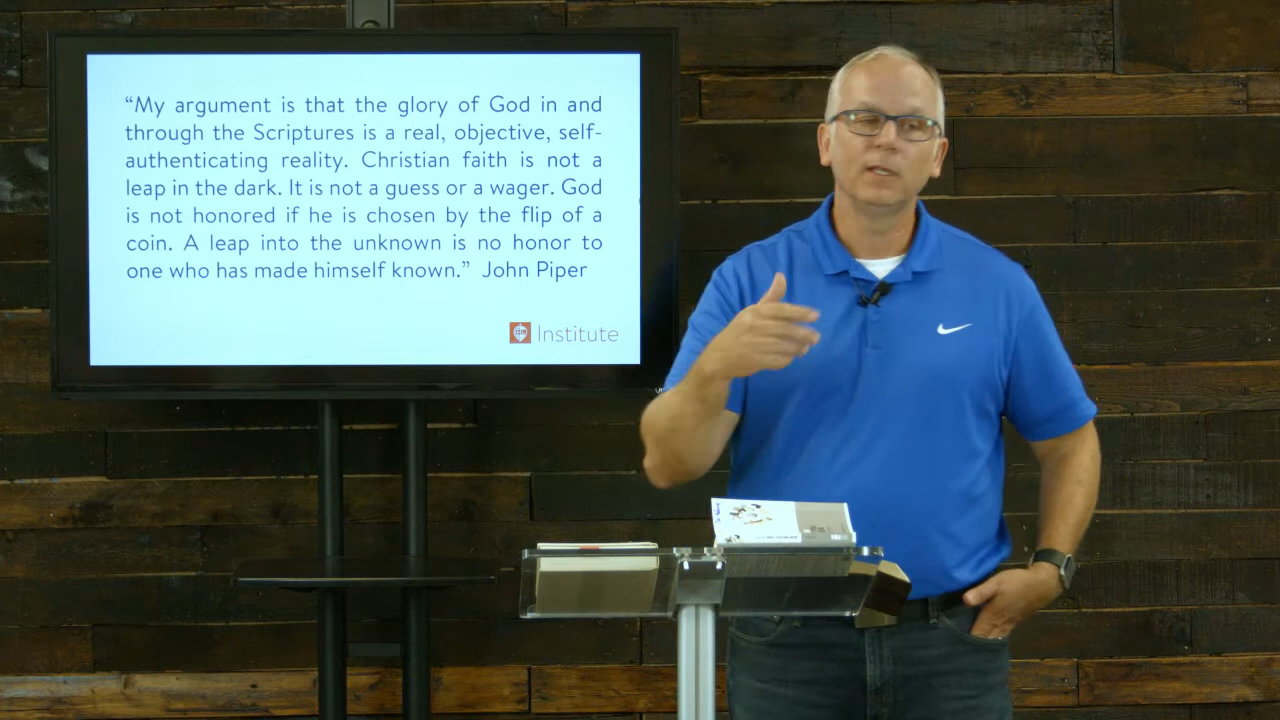 “My argument is that the glory of God in and
through the Scriptures is a real, objective, self-
authenticating reality. Christian faith is not a
leap in the dark. It is not a guess or a wager. God
is not honored if he is chosen by the flip of a
coin. A leap into the unknown is no honor to
one who has made himself known.” John Piper
Institute